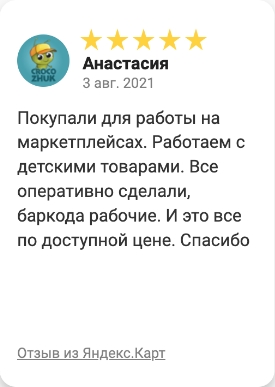 CROCO
ZHUK
Анастасия
3 авг. 2021
Покупали для работы на
маркетплейсах. Работаем с
детскими товарами. Все
оперативно сделали,
баркода рабочие. И это все
по доступной цене. Спасибо
Отзыв из Яндекс.Карт